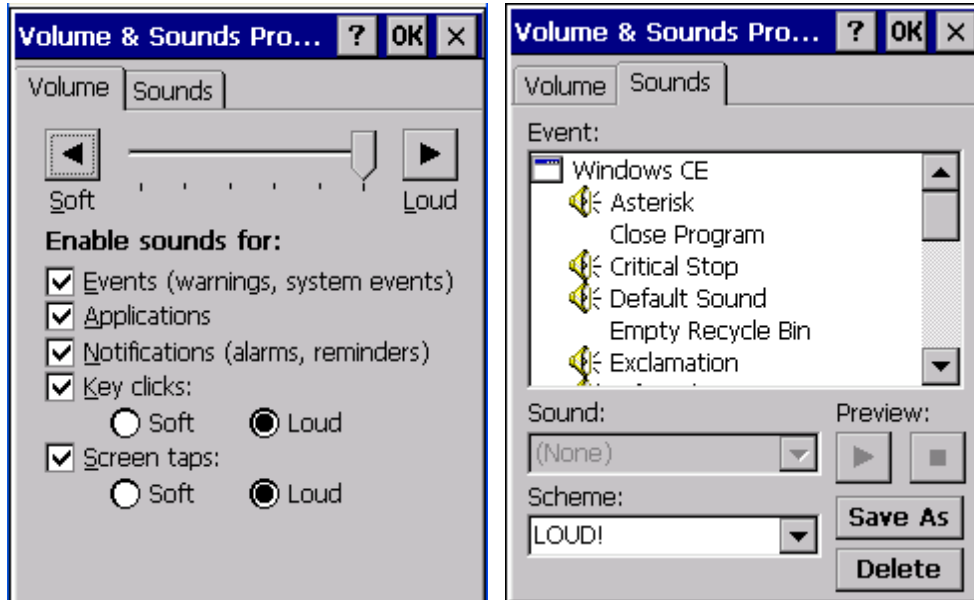 Volume & Sounds Pro... ? OK ×
Volume Sounds
Soft Loud
Enable sounds for:
Events (warnings, system events)
Applications
Notifications (alarms, reminders)
Key clicks:
Soft Loud
Screen taps:
Soft Loud
Volume & Sounds Pro... ? OK ×
Volume Sounds
Event:
Windows CE
Asterisk
Close Program
Critical Stop
Default Sound
Empty Recycle Bin
Exclamation
Sound: Preview:
(None)
Scheme:
LOUD! Save As
Delete